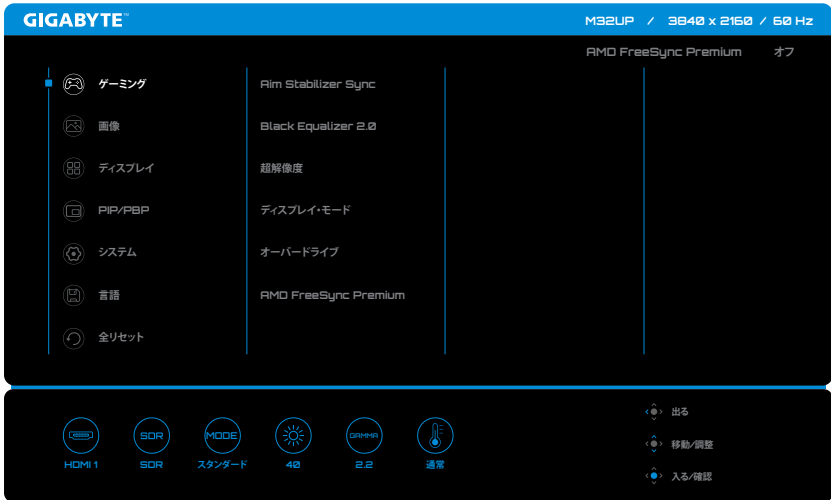 GIGABYTE™
M32UP / 3840 x 2160 / 60 Hz
AMD FreeSync Premium オフ
ゲーミング
画像
ディスプレイ
PIP/PBP
システム
言語
全リセット
Aim Stabilizer Sync
Black Equalizer 2.0
超解像度
ディスプレイ・モード
オーバードライブ
AMD FreeSync Premium
SDR
MODE
GAMMA
HDMI 1
SDR
スタンダード
40
2.2
通常
出る
移動/調整
入る/確認